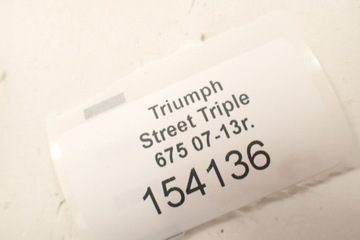 Triumph
Street Triple
675 07-13r.
154136